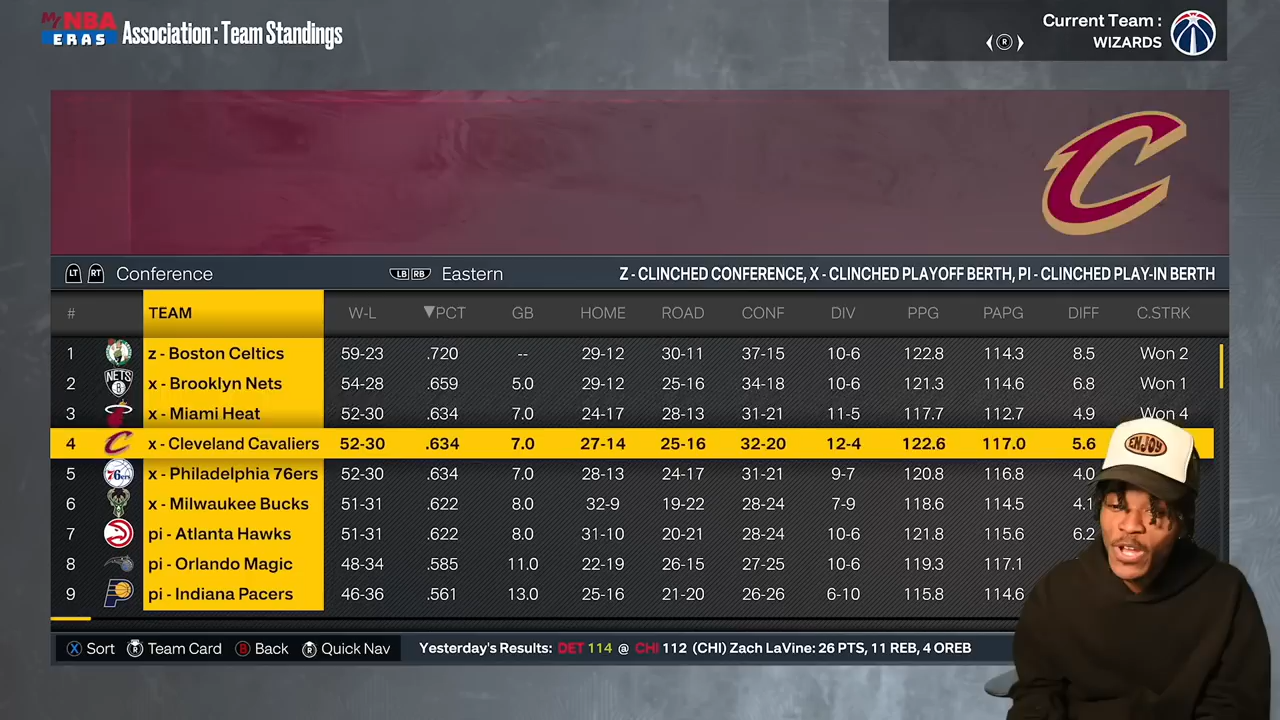 My NBA ERAS Association : Team Standings
Current Team :
R WIZARDS
LT RT Conference LB RB Eastern Z - CLINCHED CONFERENCE, X - CLINCHED PLAYOFF BERTH, PI - CLINCHED PLAY-IN BERTH
# TEAM W-L ▼PCT GB HOME ROAD CONF DIV PPG PAPG DIFF C.STRK
1 z - Boston Celtics 59-23 .720 -- 29-12 30-11 37-15 10-6 122.8 114.3 8.5 Won 2
2 NETS B x - Brooklyn Nets 54-28 .659 5.0 29-12 25-16 34-18 10-6 121.3 114.6 6.8 Won 1
3 x - Miami Heat 52-30 .634 7.0 24-17 28-13 31-21 11-5 117.7 112.7 4.9 Won 4
4 C x - Cleveland Cavaliers 52-30 .634 7.0 27-14 25-16 32-20 12-4 122.6 117.0 5.6
5 76ers x - Philadelphia 76ers 52-30 .634 7.0 28-13 24-17 31-21 9-7 120.8 116.8 4.0
6 x - Milwaukee Bucks 51-31 .622 8.0 32-9 19-22 28-24 7-9 118.6 114.5 4.1
7 pi - Atlanta Hawks 51-31 .622 8.0 31-10 20-21 28-24 10-6 121.8 115.6 6.2
8 pi - Orlando Magic 48-34 .585 11.0 22-19 26-15 27-25 10-6 119.3 117.1
9 pi - Indiana Pacers 46-36 .561 13.0 25-16 21-20 26-26 6-10 115.8 114.6
X Sort R Team Card B Back R Quick Nav Yesterday's Results: DET 114 @ CHI 112 (CHI) Zach LaVine: 26 PTS, 11 REB, 4 OREB
ENJOY